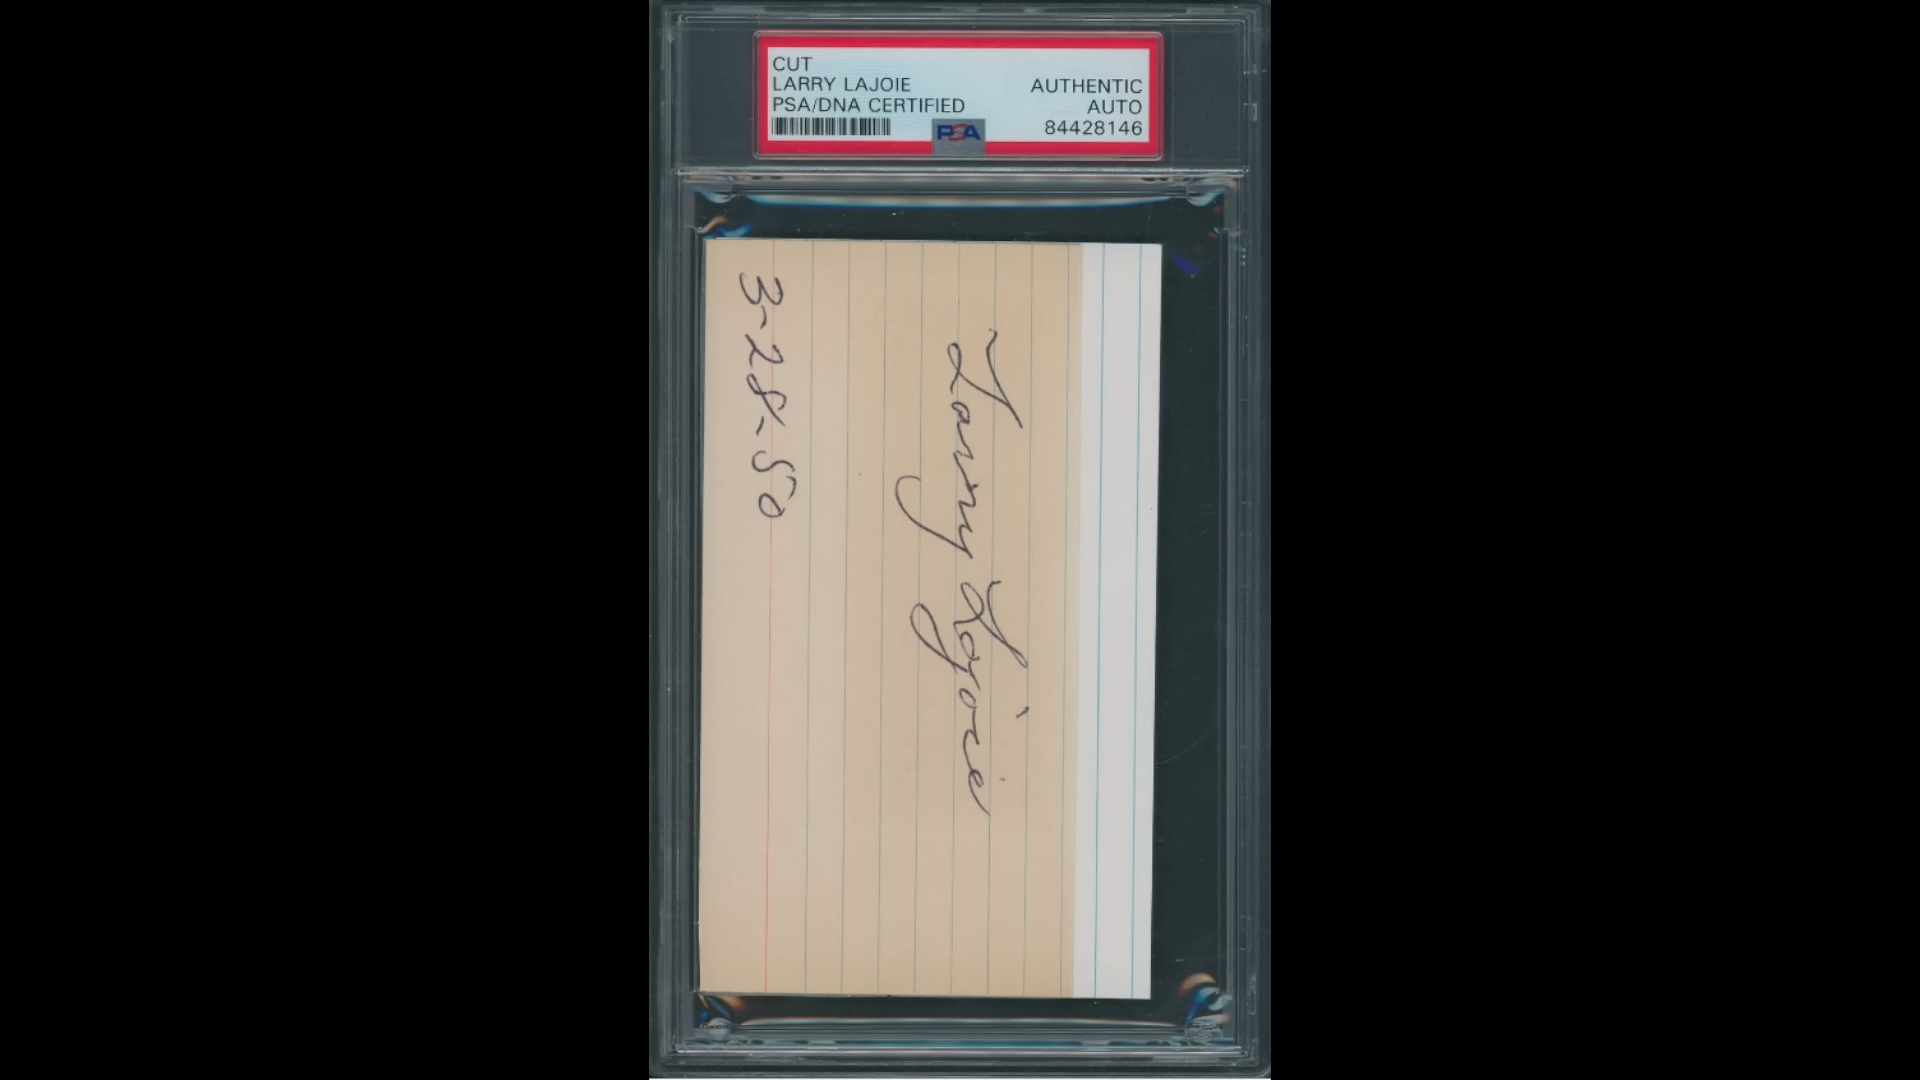 CUT
LARRY LAJOIE
PSA/DNA CERTIFIED
AUTHENTIC
AUTO
84428146
PSA
3-28-50
Larry Lajoie